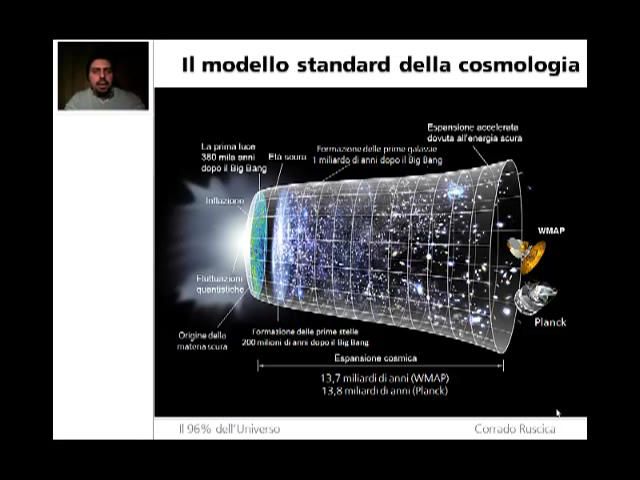 Il modello standard della cosmologia
Espansione accelerata
dovuta all'energia scura
La prima luce
380 mila anni
dopo il Big Bang
Età scura
Formazione delle prime galassie
1 miliardo di anni dopo il Big Bang
Inflazione
WMAP
Fluttuazioni
quantistiche
Planck
Origine della
materia scura
Formazione delle prime stelle
200 milioni di anni dopo il Big Bang
Espansione cosmica
13,7 miliardi di anni (WMAP)
13,8 miliardi di anni (Planck)
Il 96% dell'Universo
Corrado Ruscica